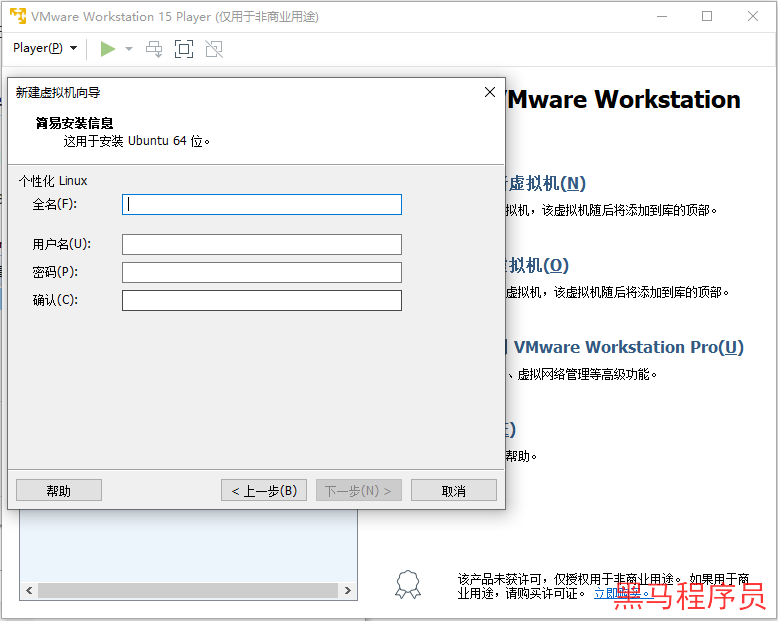 VMware Workstation 15 Player (仅用于非商业用途)
Player(P)
新建虚拟机向导
简易安装信息
这用于安装 Ubuntu 64 位。
个性化 Linux
全名(F):
用户名(U):
密码(P):
确认(C):
帮助
< 上一步(B)
下一步(N) >
取消
VMware Workstation
虚拟机(N)
拟机，该虚拟机随后将添加到库的顶部。
拟机(O)
虚拟机，该虚拟机随后将添加到库的顶部。
VMware Workstation Pro(U)
、虚拟网络管理等高级功能。
帮助。
该产品未获许可，仅授权用于非商业用途。如果用于商
业用途，请购买许可证。
黑马程序员